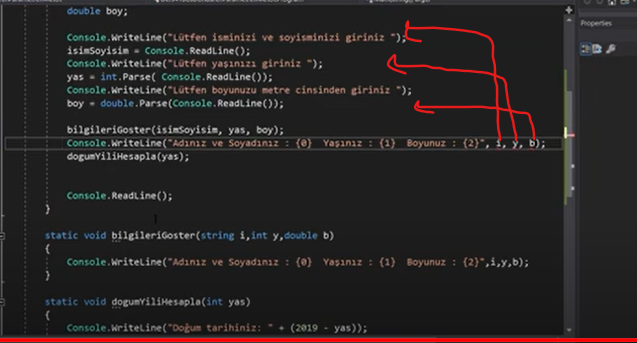 double boy;
Console.WriteLine("Lütfen isminizi ve soyisminizi giriniz ");
isimSoyisim = Console.ReadLine();
Console.WriteLine("Lütfen yaşınızı giriniz ");
yas = int.Parse( Console.ReadLine());
Console.WriteLine("Lütfen boyunuzu metre cinsinden giriniz ");
boy = double.Parse(Console.ReadLine());
bilgileriGoster(isimSoyisim, yas, boy);
Console.WriteLine("Adınız ve Soyadınız : {0}  Yaşınız : {1}  Boyunuz : {2}", i, y, b);
dogumYiliHesapla(yas);
Console.ReadLine();
}
static void bilgileriGoster(string i,int y,double b)
{
Console.WriteLine("Adınız ve Soyadınız : {0}  Yaşınız : {1}  Boyunuz : {2}",i,y,b);
}
static void dogumYiliHesapla(int yas)
{
Console.WriteLine("Doğum tarihiniz: " + (2019 - yas));
Properties